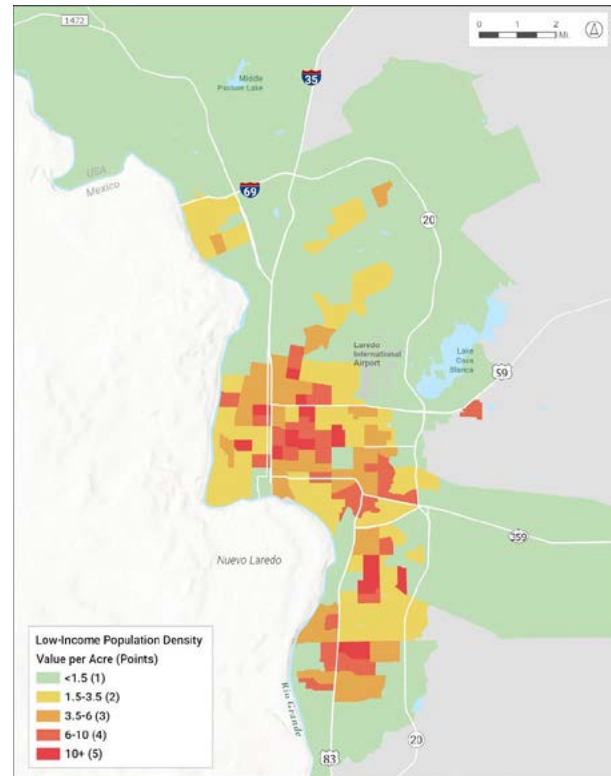 1472
0 1 2
Mi.
35
Middle
Preston Lake
USA
Mexico
69
20
Laredo
International
Airport
Lake
Casa
Blanca
59
Nuevo Laredo
359
Low-Income Population Density
Value per Acre (Points)
<1.5 (1)
1.5-3.5 (2)
3.5-6 (3)
6-10 (4)
10+ (5)
Rio Grande
20
83